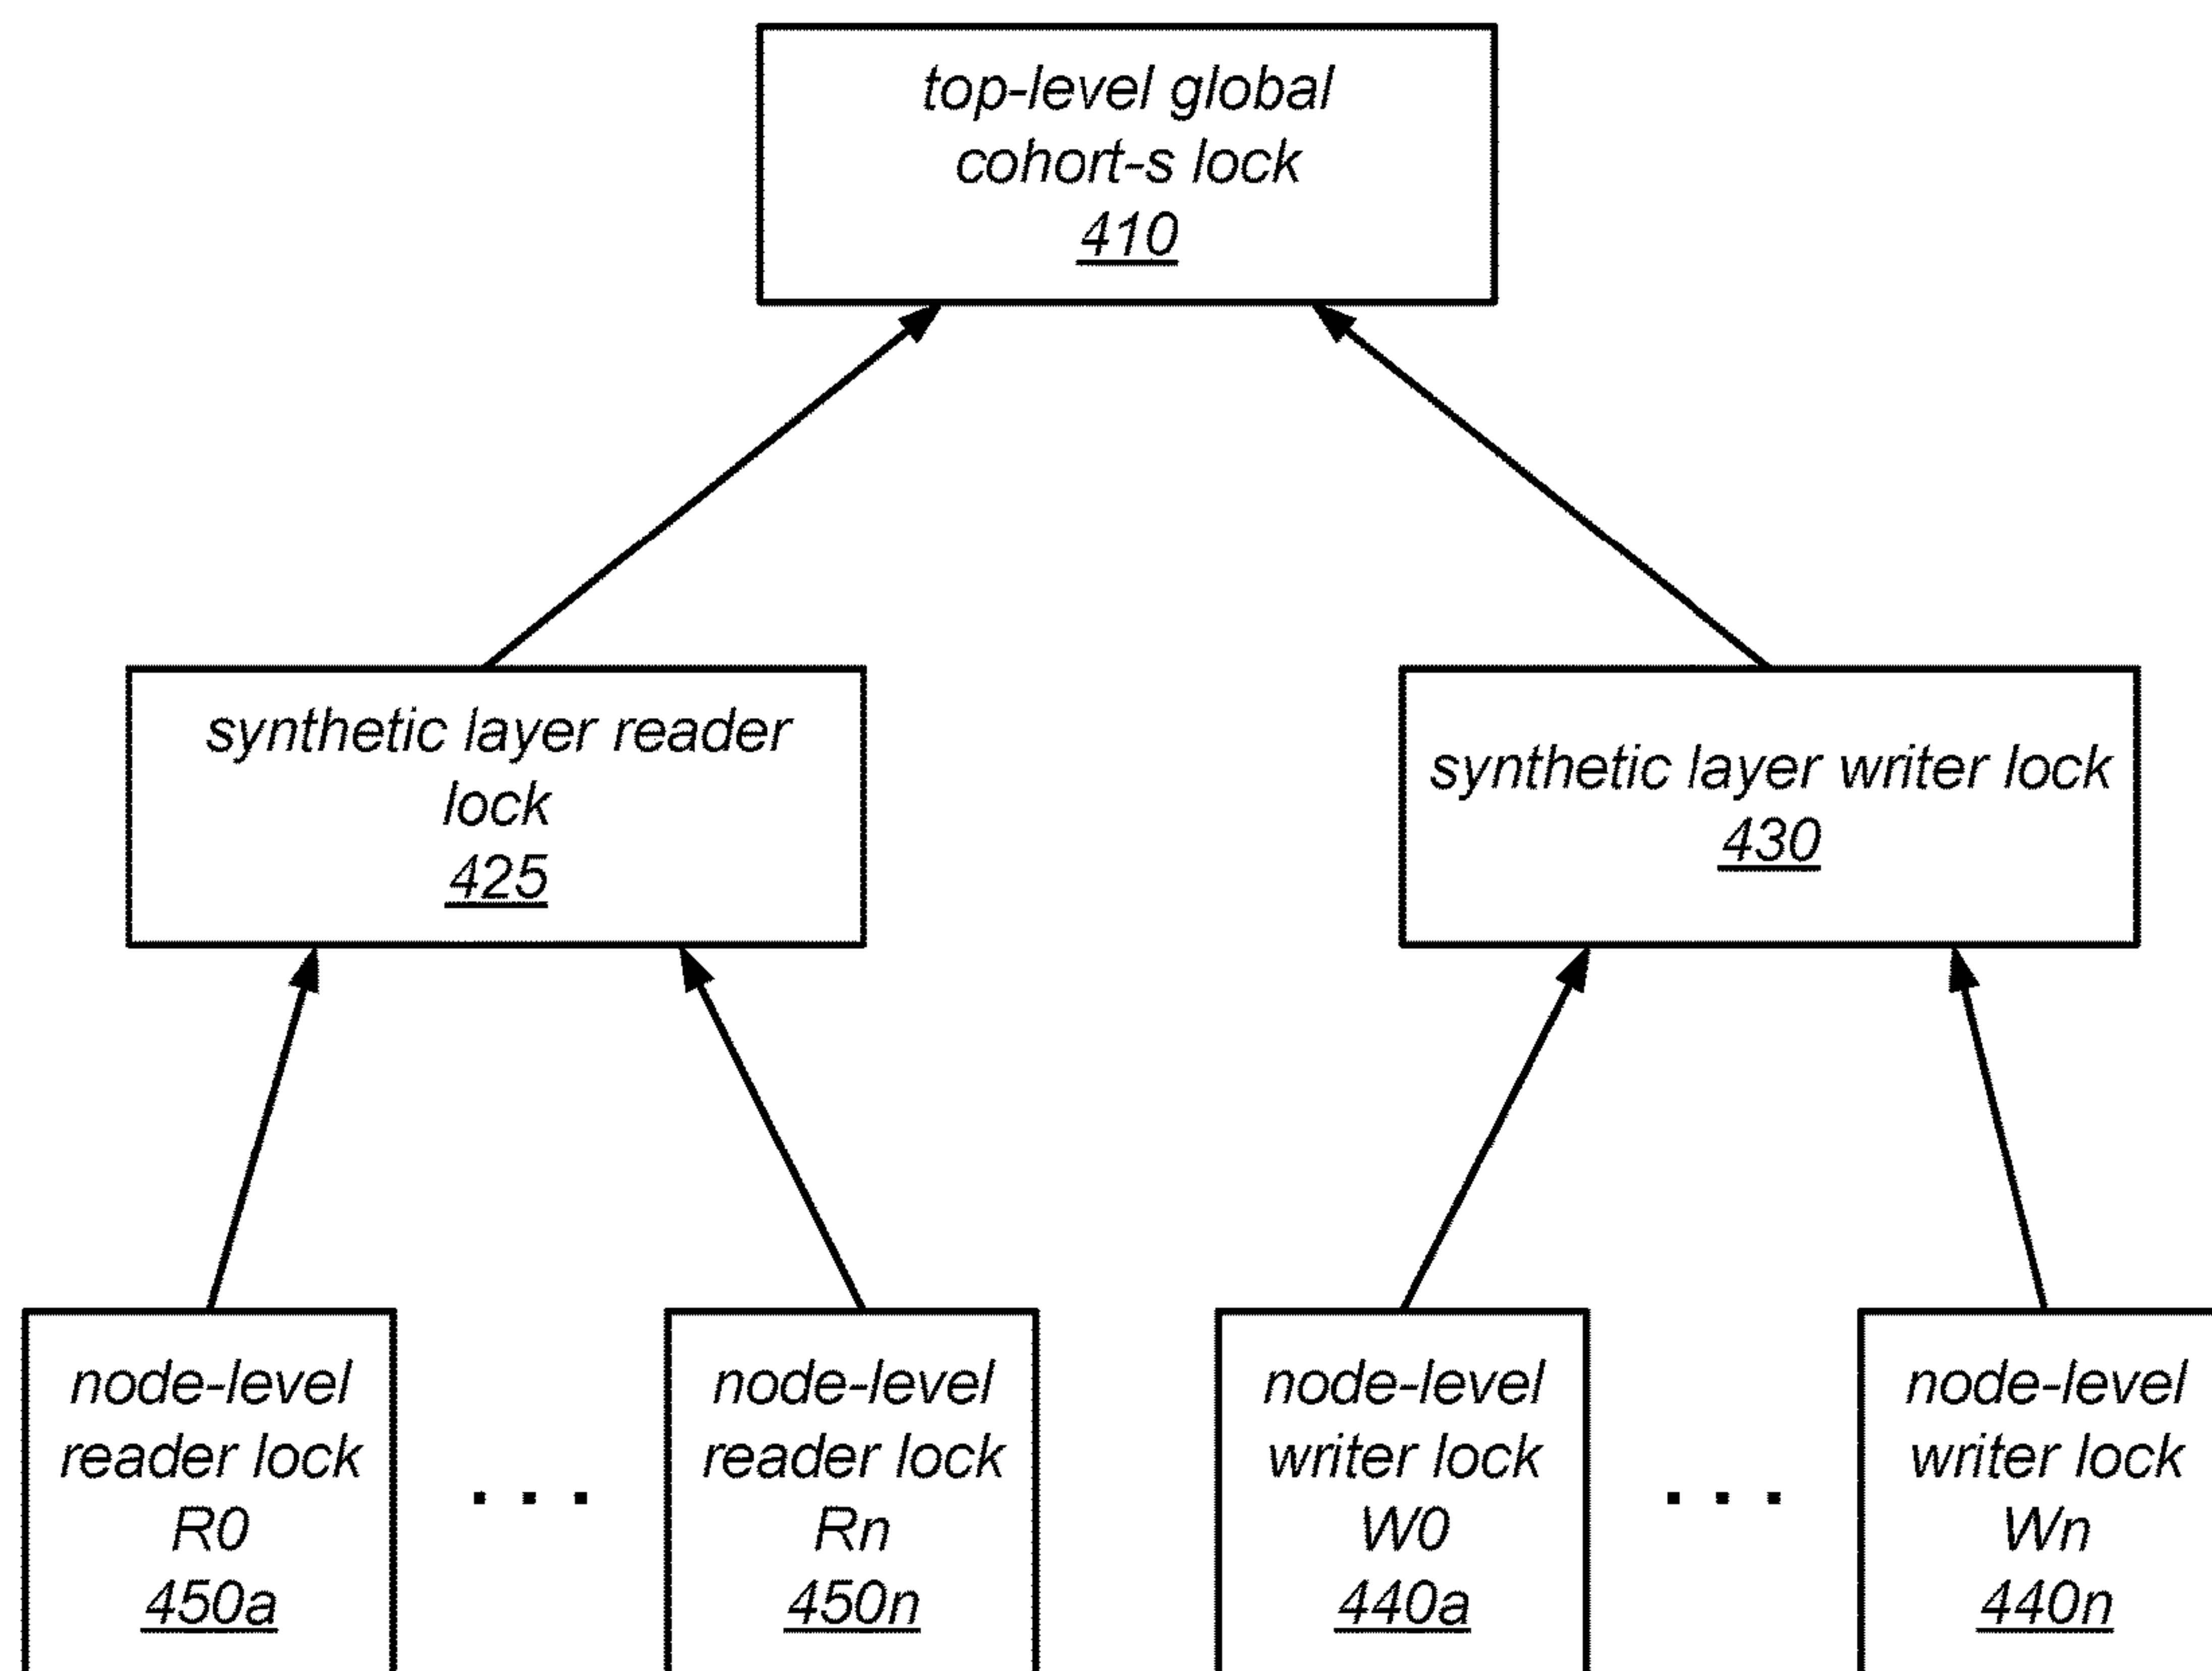 top-level global
cohort-s lock
410
synthetic layer reader
lock
425
synthetic layer writer lock
430
node-level
reader lock
R0
450a
. . .
node-level
reader lock
Rn
450n
node-level
writer lock
W0
440a
. . .
node-level
writer lock
Wn
440n